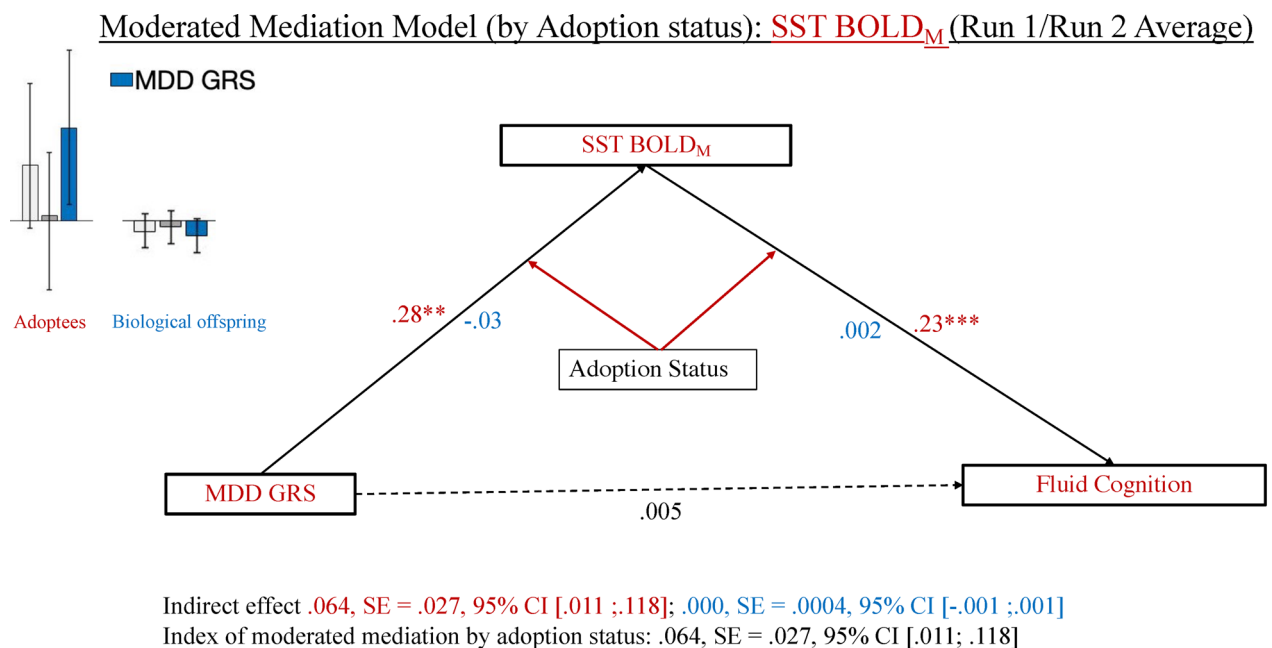 Moderated Mediation Model (by Adoption status): SST BOLDM (Run 1/Run 2 Average)
MDD GRS
SST BOLDM
Adoptees
Biological offspring
.28**
-.03
.002
.23***
Adoption Status
MDD GRS
Fluid Cognition
.005
Indirect effect .064, SE = .027, 95% CI [.011 ;.118]; .000, SE = .0004, 95% CI [-.001 ;.001]
Index of moderated mediation by adoption status: .064, SE = .027, 95% CI [.011; .118]